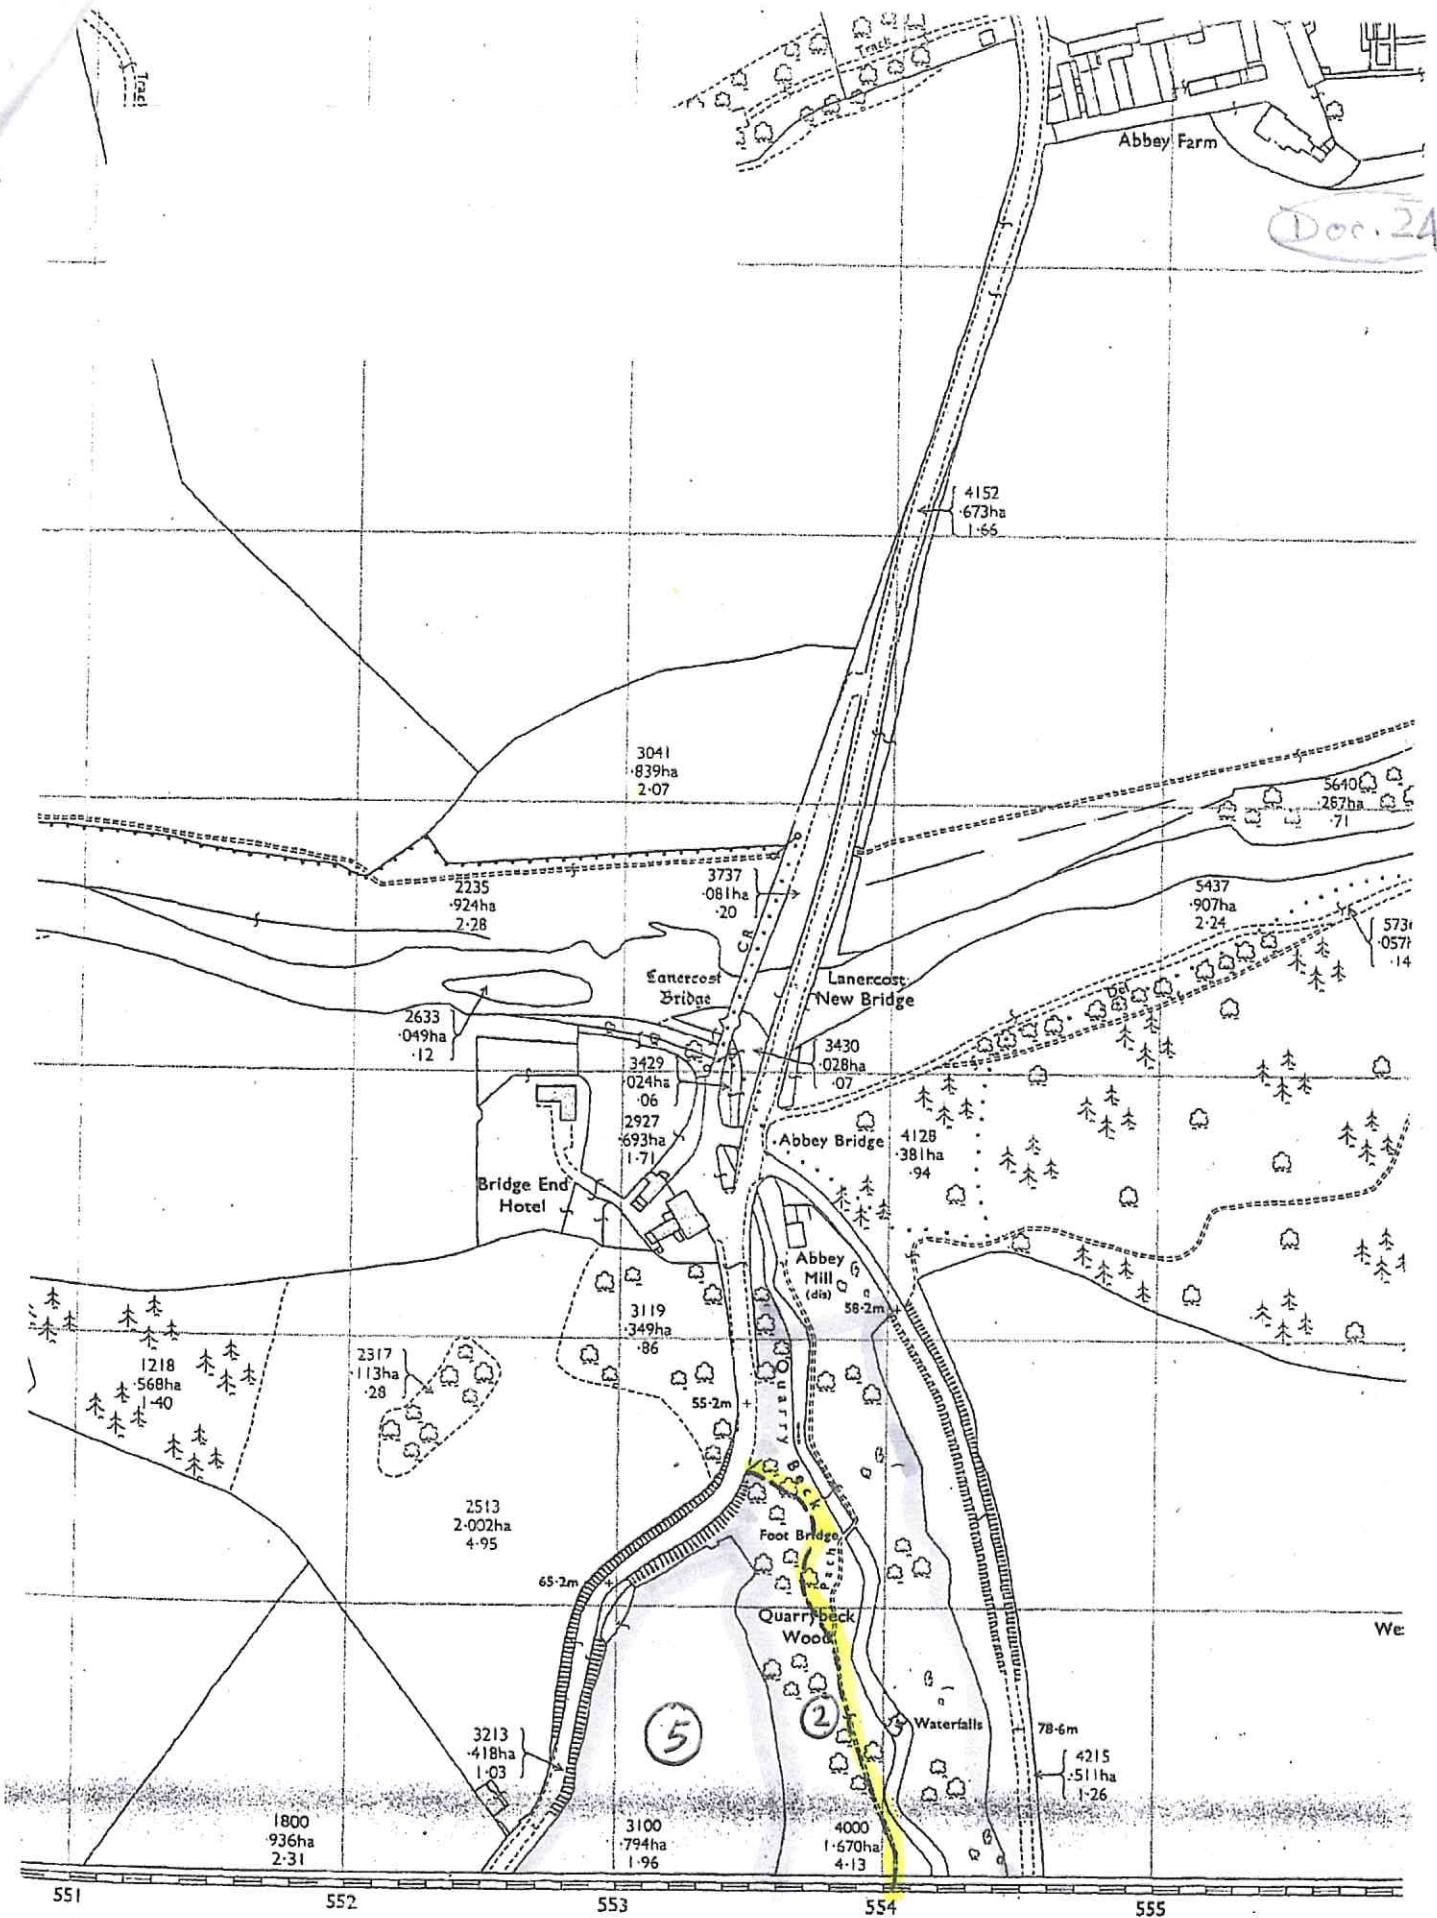 Track
Track
Abbey Farm
Doc. 24
4152
·673ha
1·66
3041
·839ha
2·07
5640
·267ha
·71
2235
·924ha
2·28
3737
·081ha
·20
CR
5437
·907ha
2·24
·14
Lanercost
Bridge
Lanercost
New Bridge
2633
·049ha
·12
3429
·024ha
·06
3430
·028ha
·07
2927
·693ha
1·71
Abbey Bridge
4128
·381ha
·94
Bridge End
Hotel
Abbey
Mill
(dis)
58·2m
3119
·349ha
·86
1218
·568ha
1·40
2317
·113ha
·28
55·2m
Quarry Beck
2513
2·002ha
4·95
Foot Bridge
Path
65·2m
Quarrybeck
Wood
We
5
2
Waterfalls
78·6m
3213
·418ha
1·03
4215
·511ha
1·26
1800
·936ha
2·31
3100
·794ha
1·96
4000
1·670ha
4·13
551
552
553
554
555